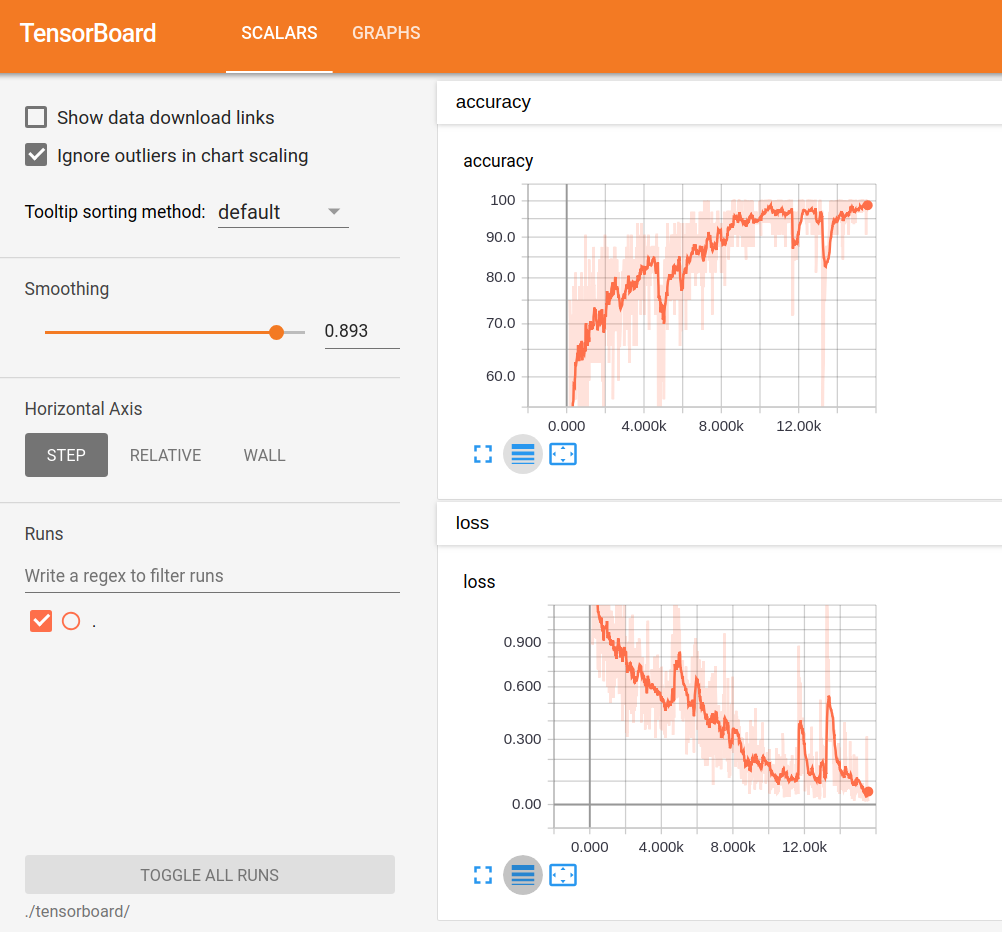 TensorBoard SCALARS GRAPHS
Show data download links
Ignore outliers in chart scaling
Tooltip sorting method: default
Smoothing
0.893
Horizontal Axis
STEP RELATIVE WALL
Runs
Write a regex to filter runs
.
TOGGLE ALL RUNS
./tensorboard/
accuracy
accuracy
100
90.0
80.0
70.0
60.0
0.000 4.000k 8.000k 12.00k
loss
loss
0.900
0.600
0.300
0.00
0.000 4.000k 8.000k 12.00k